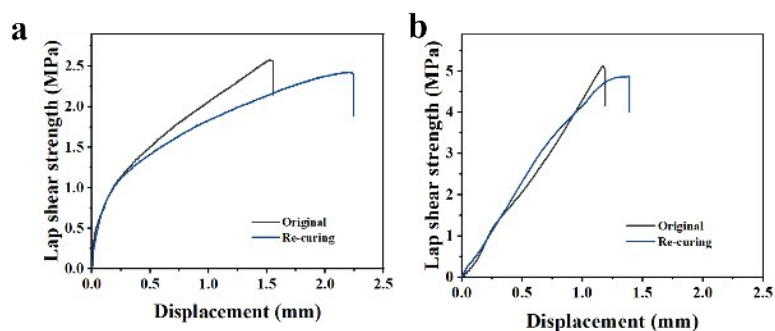 a
Lap shear strength (MPa)
2.5
2.0
1.5
1.0
0.5
0.0
Original
Re-curing
0.0 0.5 1.0 1.5 2.0 2.5
Displacement (mm)
b
Lap shear strength (MPa)
5
4
3
2
1
0
Original
Re-curing
0.0 0.5 1.0 1.5 2.0 2.5
Displacement (mm)